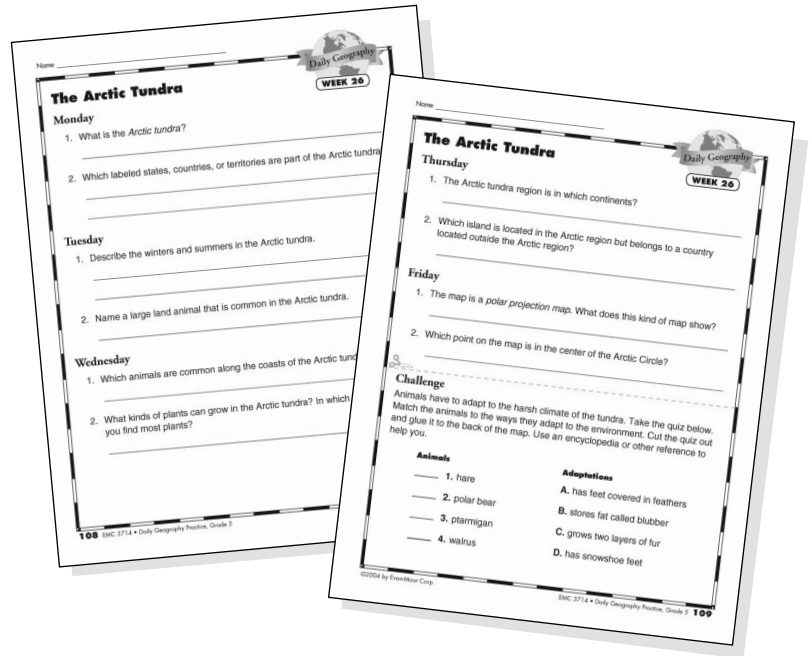 Name
Daily Geography
WEEK 26
The Arctic Tundra
Monday
1. What is the Arctic tundra?
2. Which labeled states, countries, or territories are part of the Arctic tundra
Tuesday
1. Describe the winters and summers in the Arctic tundra.
2. Name a large land animal that is common in the Arctic tundra.
Wednesday
1. Which animals are common along the coasts of the Arctic tund
2. What kinds of plants can grow in the Arctic tundra? In which
you find most plants?
108 EMC 3714 • Daily Geography Practice, Grade 5
Name
Daily Geography
WEEK 26
The Arctic Tundra
Thursday
1. The Arctic tundra region is in which continents?
2. Which island is located in the Arctic region but belongs to a country
located outside the Arctic region?
Friday
1. The map is a polar projection map. What does this kind of map show?
2. Which point on the map is in the center of the Arctic Circle?
Challenge
Animals have to adapt to the harsh climate of the tundra. Take the quiz below.
Match the animals to the ways they adapt to the environment. Cut the quiz out
and glue it to the back of the map. Use an encyclopedia or other reference to
help you.
Animals
1. hare
2. polar bear
3. ptarmigan
4. walrus
Adaptations
A. has feet covered in feathers
B. stores fat called blubber
C. grows two layers of fur
D. has snowshoe feet
©2004 by Evan-Moor Corp.
EMC 3714 • Daily Geography Practice, Grade 5 109